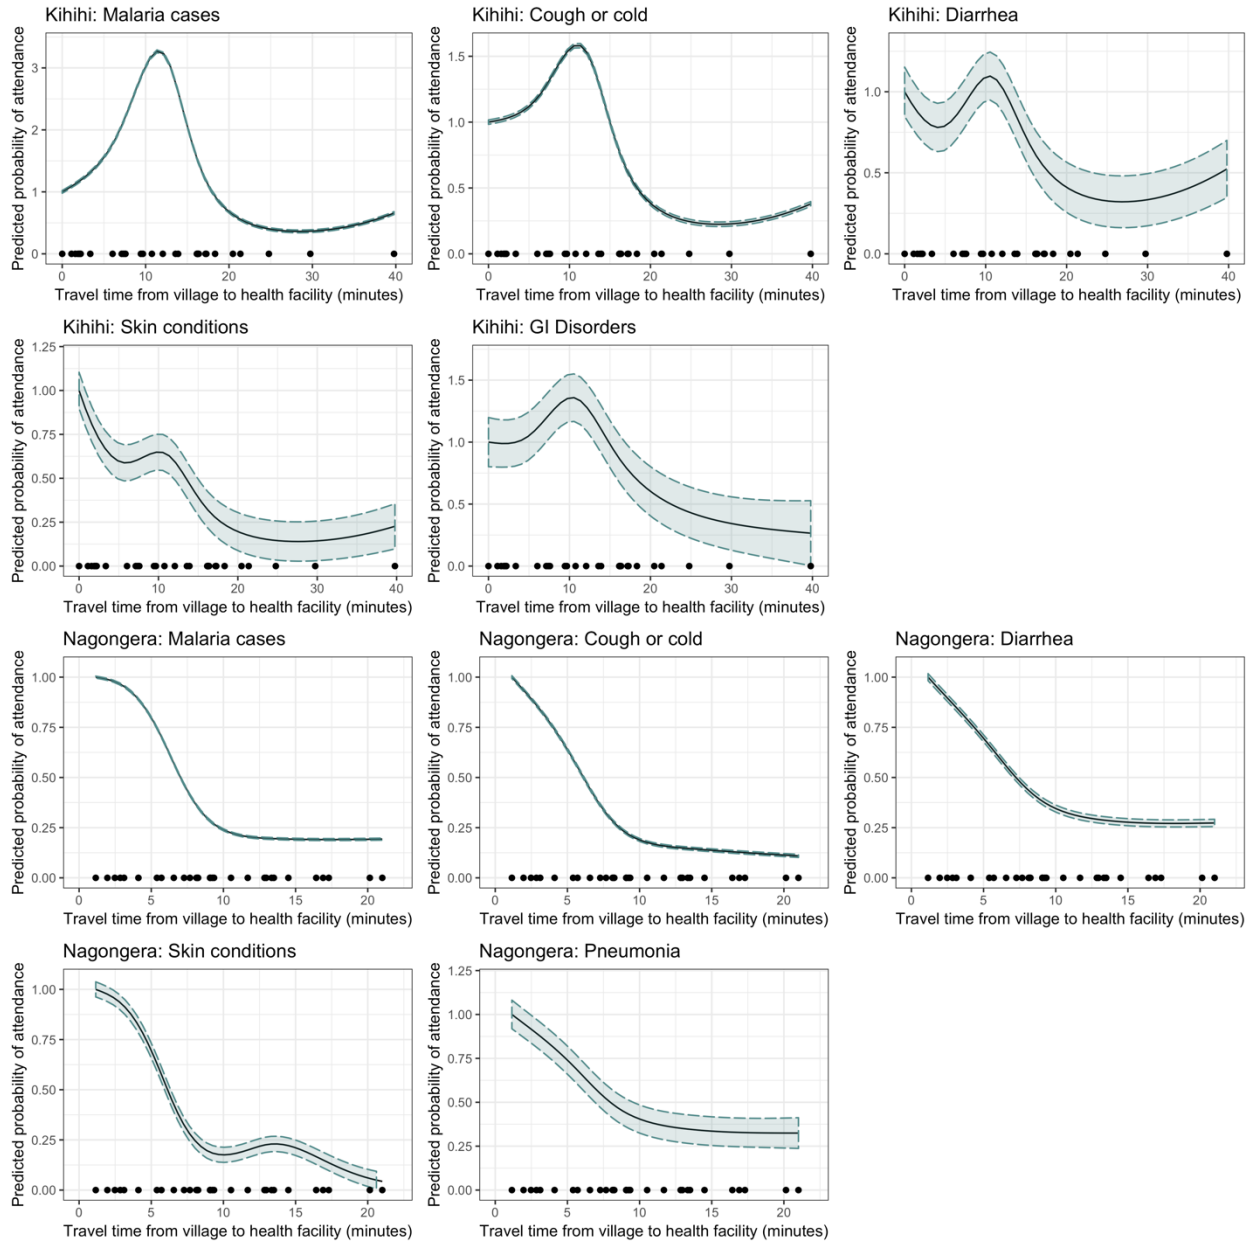 Kihihi: Malaria cases
Predicted probability of attendance
3
2
1
0
0 10 20 30 40
Travel time from village to health facility (minutes)
Kihihi: Cough or cold
Predicted probability of attendance
1.5
1.0
0.5
0.0
0 10 20 30 40
Travel time from village to health facility (minutes)
Kihihi: Diarrhea
Predicted probability of attendance
1.0
0.5
0.0
0 10 20 30 40
Travel time from village to health facility (minutes)
Kihihi: Skin conditions
Predicted probability of attendance
1.25
1.00
0.75
0.50
0.25
0.00
0 10 20 30 40
Travel time from village to health facility (minutes)
Kihihi: GI Disorders
Predicted probability of attendance
1.5
1.0
0.5
0.0
0 10 20 30 40
Travel time from village to health facility (minutes)
Nagongera: Malaria cases
Predicted probability of attendance
1.00
0.75
0.50
0.25
0.00
0 5 10 15 20
Travel time from village to health facility (minutes)
Nagongera: Cough or cold
Predicted probability of attendance
1.00
0.75
0.50
0.25
0.00
0 5 10 15 20
Travel time from village to health facility (minutes)
Nagongera: Diarrhea
Predicted probability of attendance
1.00
0.75
0.50
0.25
0.00
0 5 10 15 20
Travel time from village to health facility (minutes)
Nagongera: Skin conditions
Predicted probability of attendance
1.00
0.75
0.50
0.25
0.00
0 5 10 15 20
Travel time from village to health facility (minutes)
Nagongera: Pneumonia
Predicted probability of attendance
1.25
1.00
0.75
0.50
0.25
0.00
0 5 10 15 20
Travel time from village to health facility (minutes)